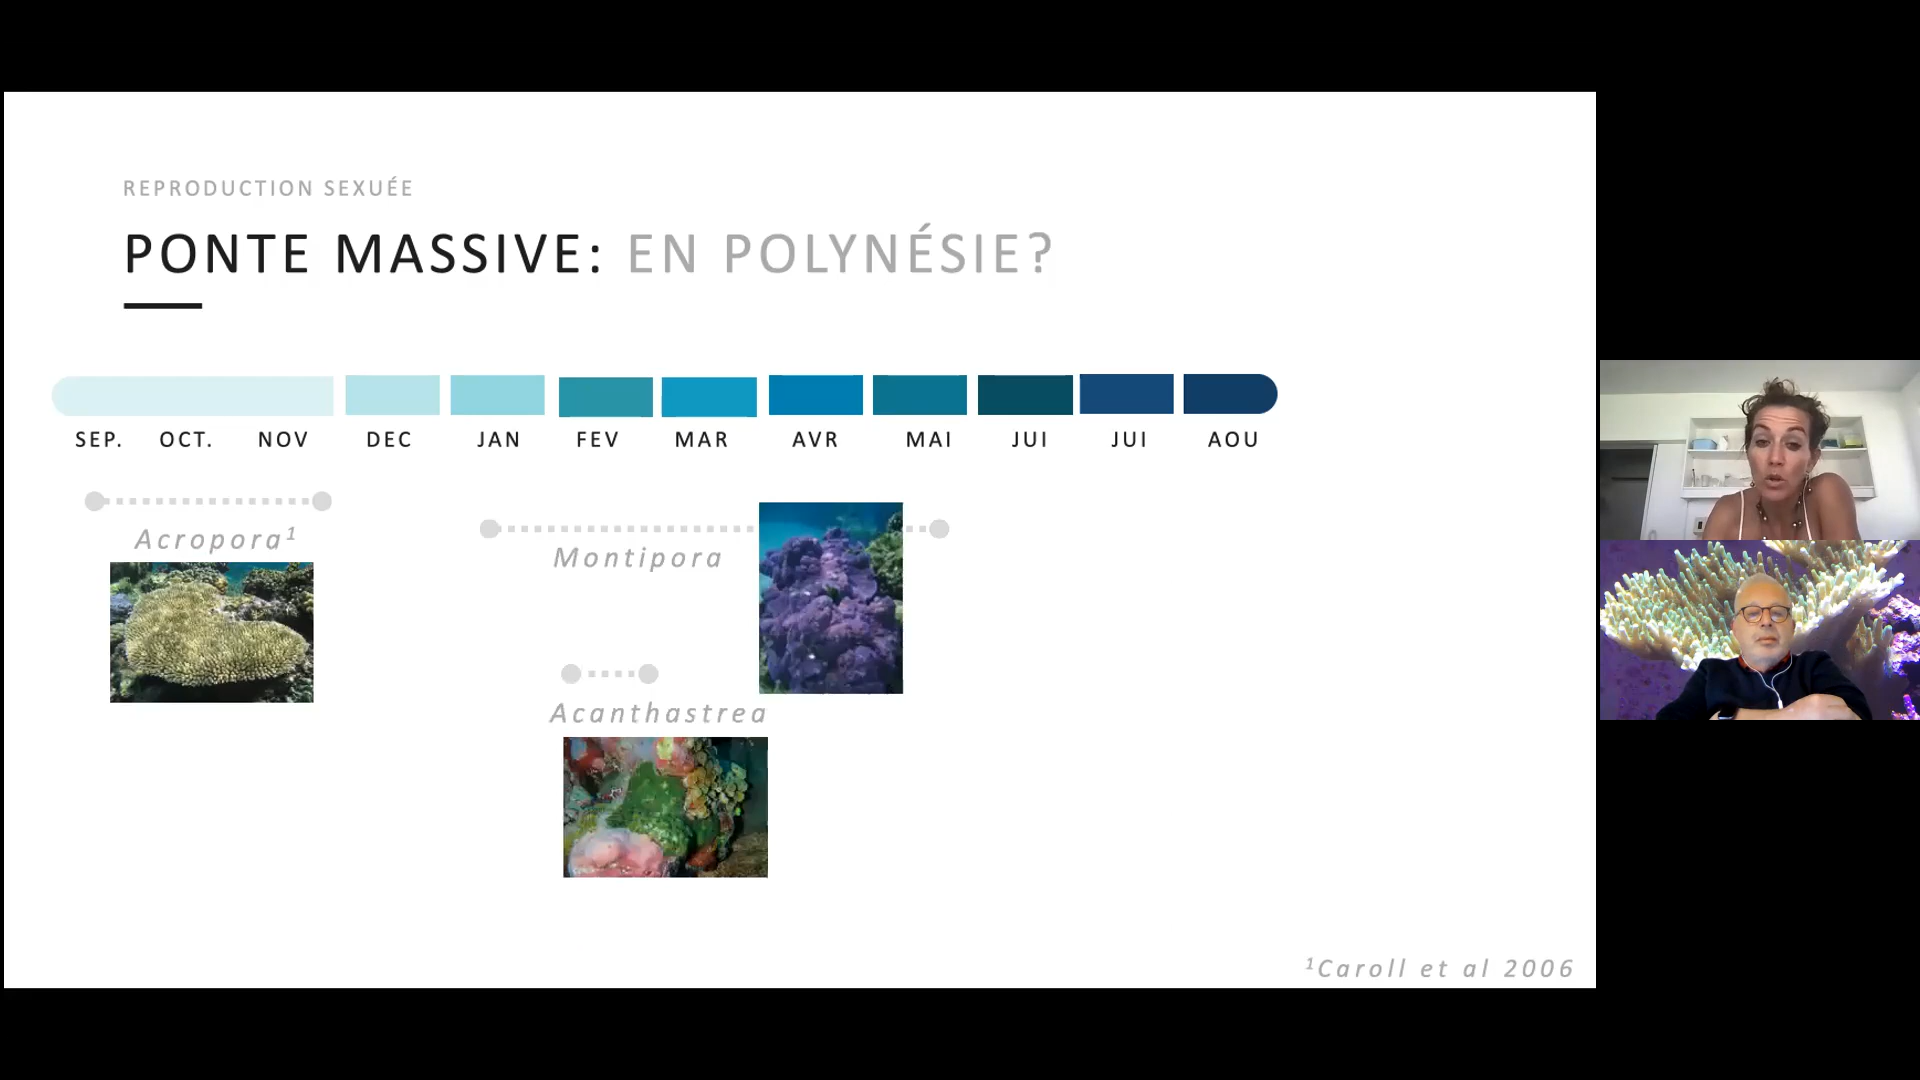 REPRODUCTION SEXUÉE
PONTE MASSIVE: EN POLYNÉSIE?
SEP. OCT. NOV DEC JAN FEV MAR AVR MAI JUI JUI AOU
Acropora¹
Montipora
Acanthastrea
¹Caroll et al 2006